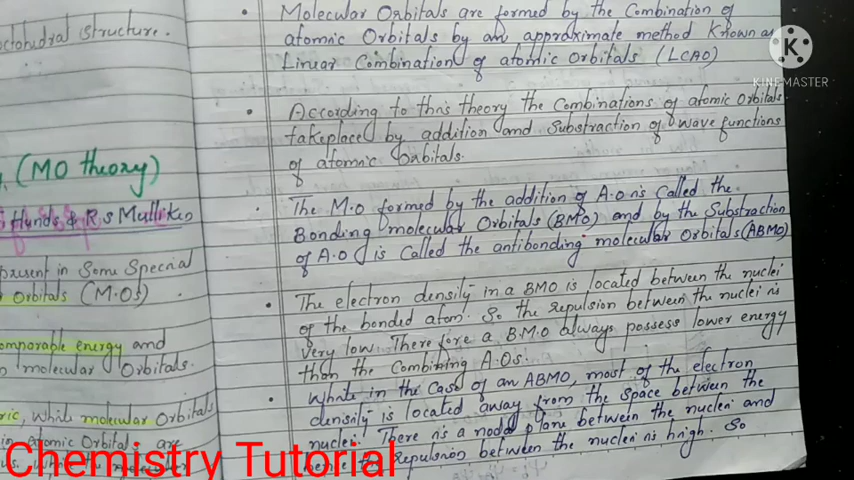 octahedral structure.
(MO theory)
Hunds & R S Mulliken
present in Some Special
Orbitals (M.Os)
comparable energy and
molecular Orbitals.
while molecular Orbitals
in atomic Orbitals are
Molecular Orbitals are formed by the Combination of
atomic Orbitals by an approximate method Known as
Linear Combination of atomic Orbitals (LCAO)
According to this theory the Combinations of atomic Orbitals
takeplace by addition and Substraction of wave functions
of atomic Orbitals.
The M.O formed by the addition of A.O is Called the
Bonding molecular Orbitals (BMO) and by the Substraction
of A.O is Called the antibonding molecular Orbitals (ABMO)
The electron density in a BMO is located between the nuclei
of the bonded atom. So the repulsion between the nuclei is
very low. There fore a B.M.O always possess lower energy
than the Combining A.Os.
While in the Case of an ABMO, most of the electron
denisity is located away from the space between the
nuclei. There is a nodal plane between the nuclei and
hence the repulsion between the nuclei is high. So
KINEMASTER
Chemistry Tutorial